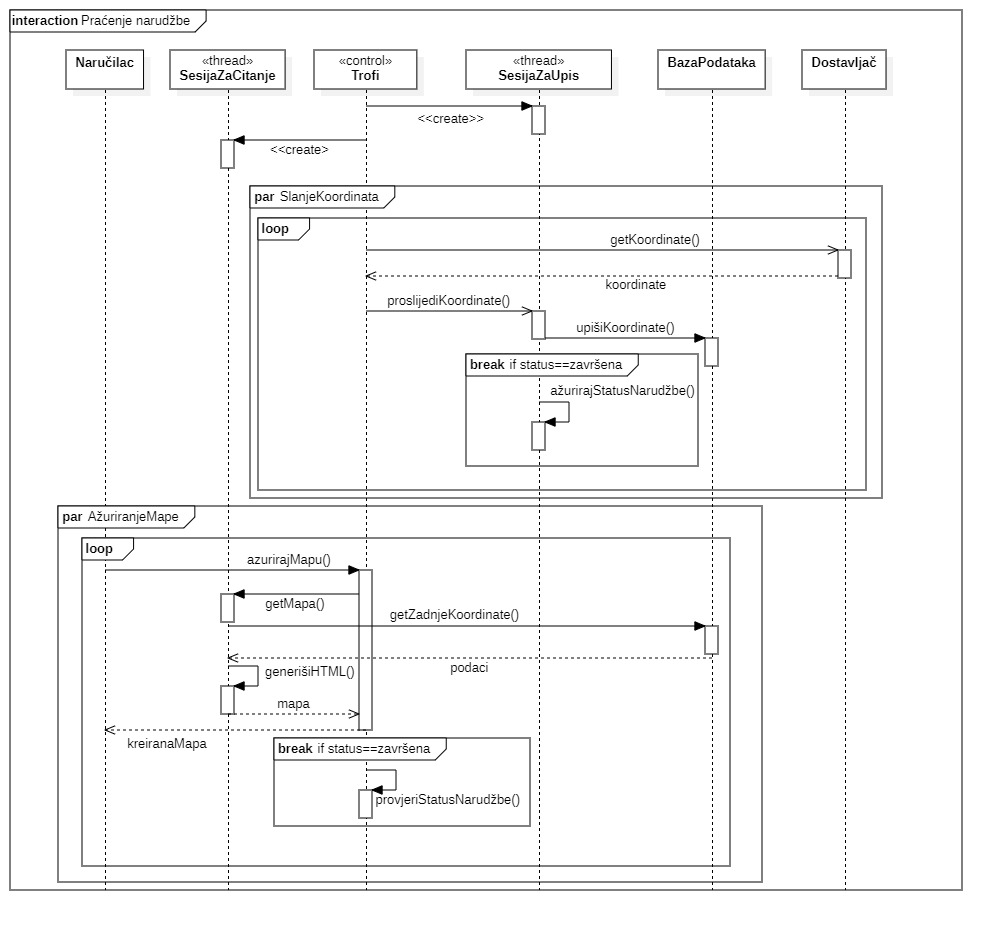 interaction Praćenje narudžbe
Naručilac
«thread»
SesijaZaCitanje
«control»
Trofi
«thread»
SesijaZaUpis
BazaPodataka
Dostavljač
<<create>>
<<create>
par SlanjeKoordinata
loop
getKoordinate()
koordinate
proslijediKoordinate()
upišiKoordinate()
break if status==završena
ažurirajStatusNarudžbe()
par AžuriranjeMape
loop
azurirajMapu()
getMapa()
getZadnjeKoordinate()
podaci
generišiHTML()
mapa
kreiranaMapa
break if status==završena
provjeriStatusNarudžbe()